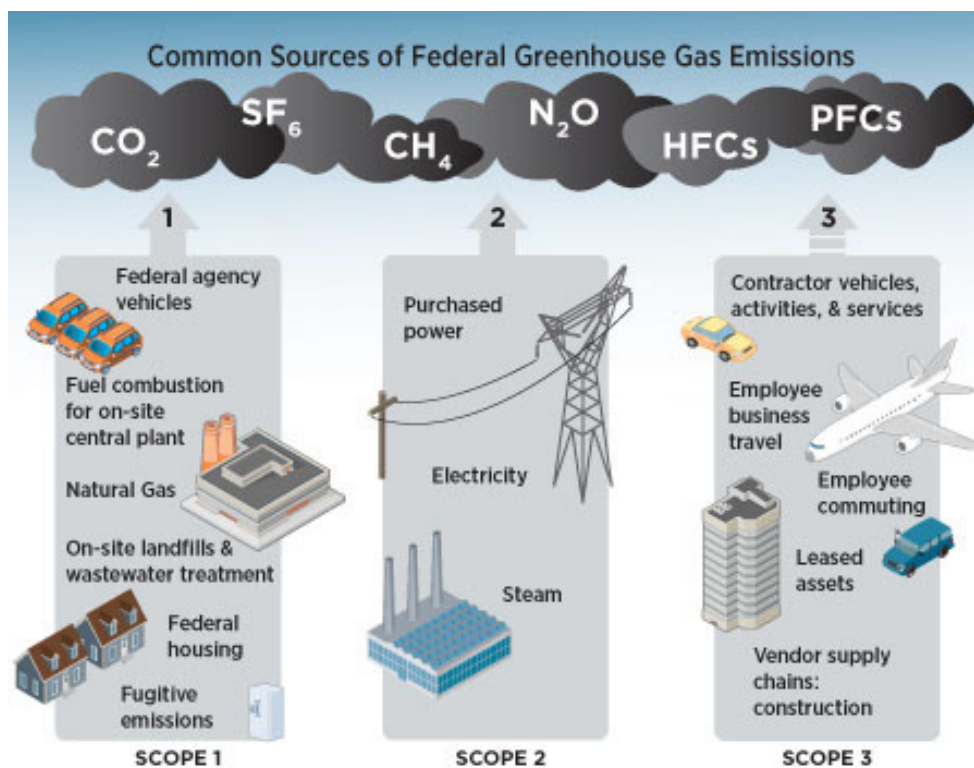 Common Sources of Federal Greenhouse Gas Emissions
CO₂
SF₆
CH₄
N₂O
HFCs
PFCs
1
Federal agency
vehicles
Fuel combustion
for on-site
central plant
Natural Gas
On-site landfills &
wastewater treatment
Federal
housing
Fugitive
emissions
SCOPE 1
2
Purchased
power
Electricity
Steam
SCOPE 2
3
Contractor vehicles,
activities, & services
Employee
business
travel
Employee
commuting
Leased
assets
Vendor supply
chains:
construction
SCOPE 3